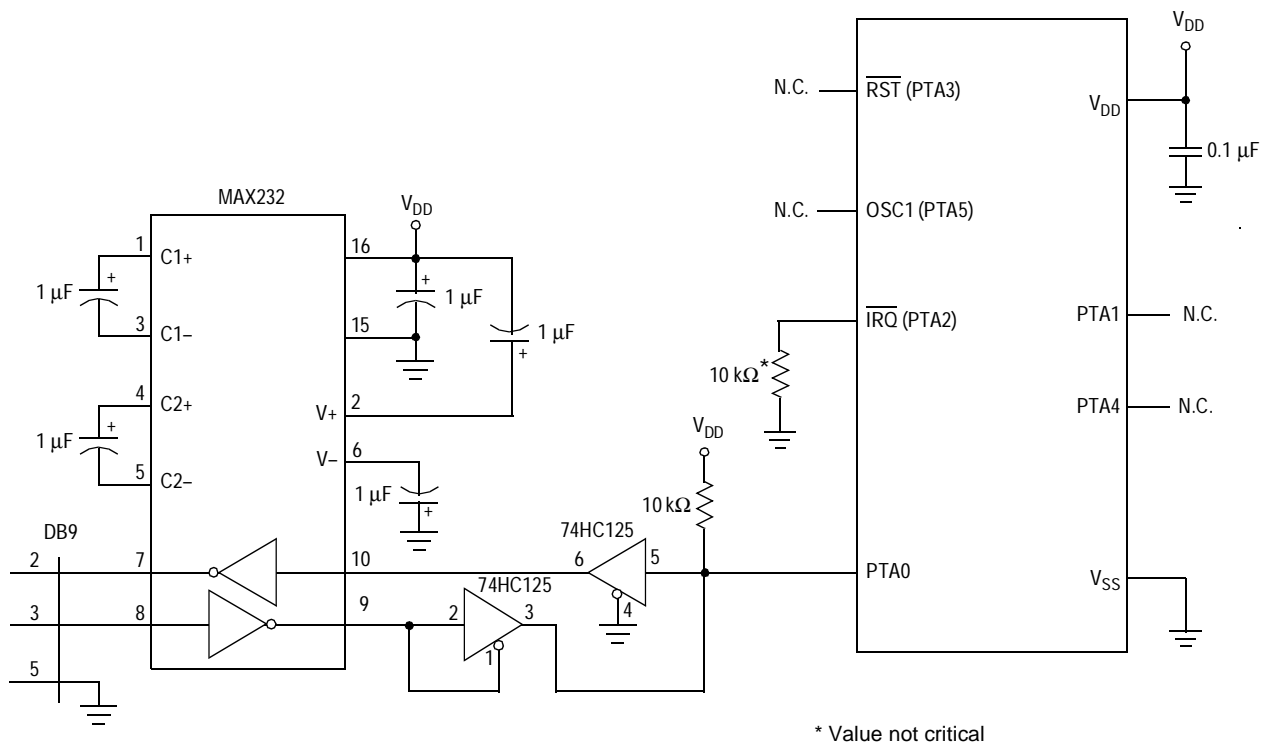 V_DD
N.C.
RST (PTA3)
V_DD
0.1 µF
MAX232
V_DD
N.C.
OSC1 (PTA5)
1
C1+
16
+
1 µF
+
1 µF
+
1 µF
3
C1–
15
IRQ (PTA2)
PTA1
N.C.
10 kΩ*
4
C2+
V+
2
PTA4
N.C.
+
1 µF
V_DD
V–
6
5
C2–
1 µF
+
10 kΩ
DB9
74HC125
2
7
10
6
5
PTA0
V_SS
74HC125
4
3
8
9
2
3
1
5
* Value not critical